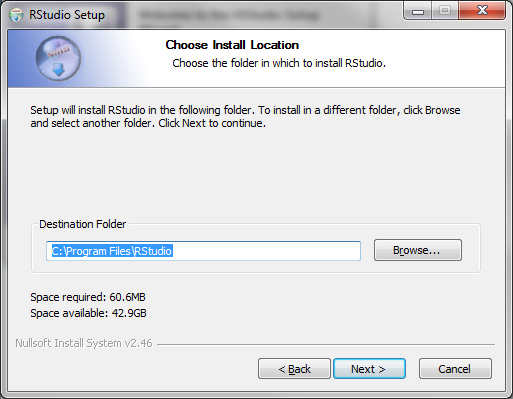 RStudio Setup
Choose Install Location
Choose the folder in which to install RStudio.
Setup will install RStudio in the following folder. To install in a different folder, click Browse
and select another folder. Click Next to continue.
Destination Folder
C:\Program Files\RStudio
Browse...
Space required: 60.6MB
Space available: 42.9GB
Nullsoft Install System v2.46
< Back
Next >
Cancel